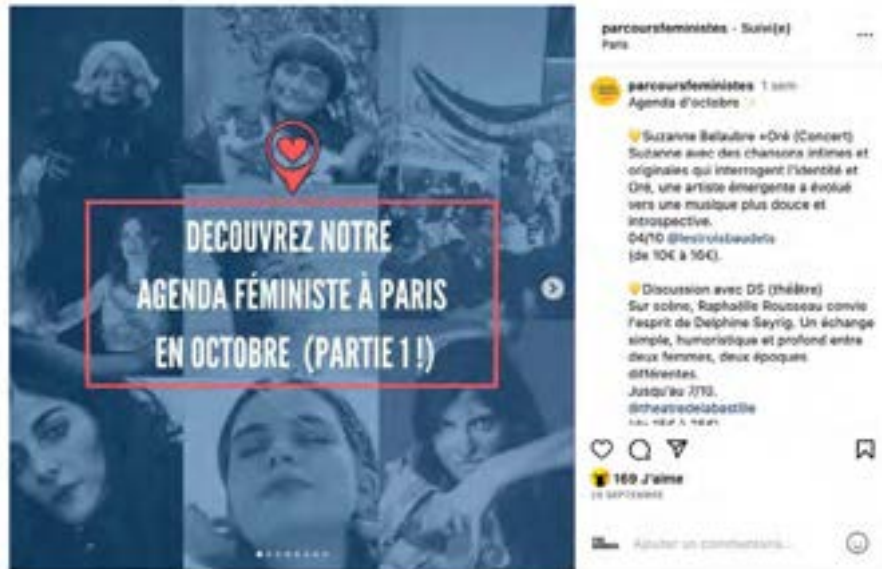 DECOUVREZ NOTRE
AGENDA FÉMINISTE À PARIS
EN OCTOBRE (PARTIE 1 !)
parcoursfeministes - Suivi(e)
Paris
parcoursfeministes 1 sem
Agenda d'octobre
Suzanne Belaubre +Oré (Concert)
Suzanne avec des chansons intimes et
originales qui interrogent l'identité et
Oré, une artiste émergente a évolué
vers une musique plus douce et
introspective.
04/10 @lestroisbaudets
(de 10€ à 16€).
Discussion avec DS (théâtre)
Sur scène, Raphaëlle Rousseau convie
l'esprit de Delphine Seyrig. Un échange
simple, humoristique et profond entre
deux femmes, deux époques
différentes.
Jusqu'au 7/10.
@theatredelabastille
169 J'aime
SEPTEMBRE
Ajouter un commentaire...